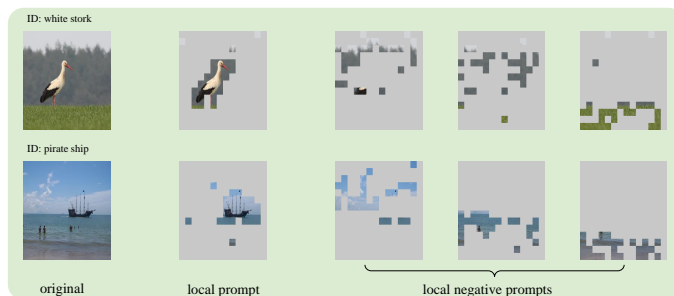 ID: white stork
ID: pirate ship
original
local prompt
local negative prompts